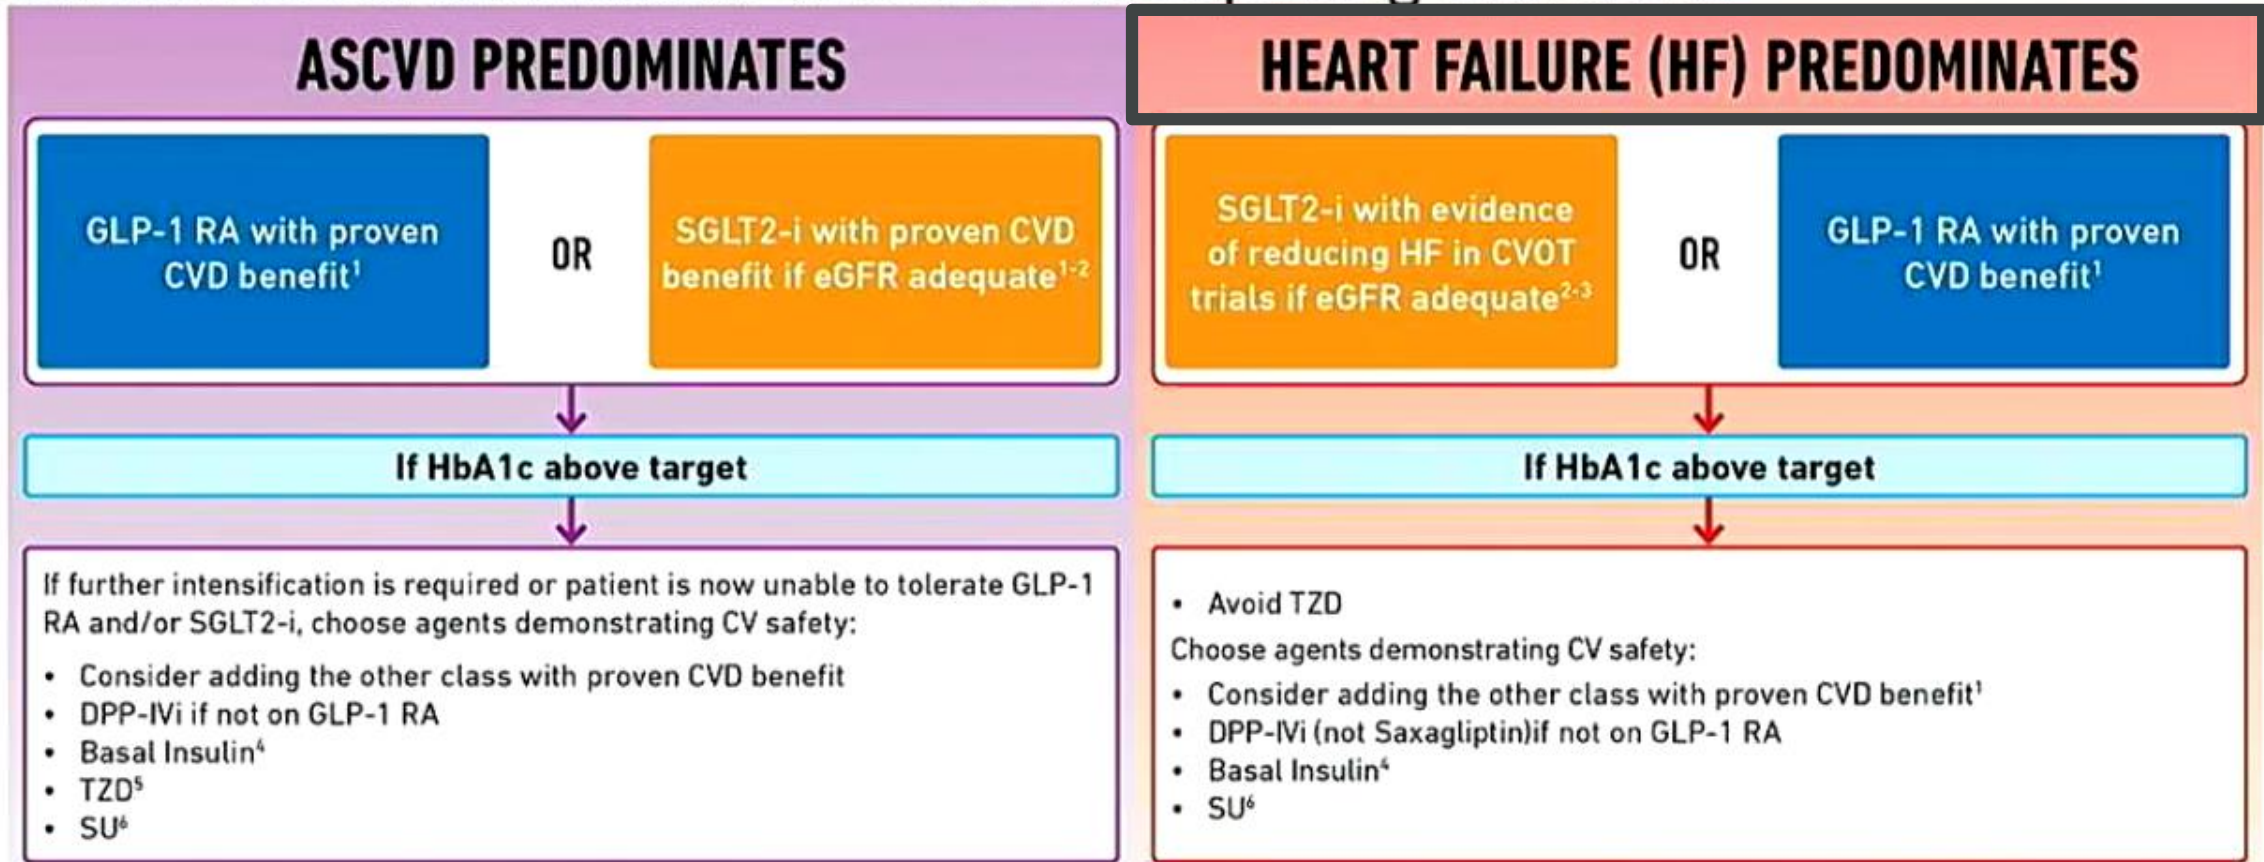 ASCVD PREDOMINATES
GLP-1 RA with proven
CVD benefit¹
OR
SGLT2-i with proven CVD
benefit if eGFR adequate¹⁻²
If HbA1c above target
If further intensification is required or patient is now unable to tolerate GLP-1
RA and/or SGLT2-i, choose agents demonstrating CV safety:
• Consider adding the other class with proven CVD benefit
• DPP-IVi if not on GLP-1 RA
• Basal Insulin⁴
• TZD⁵
• SU⁶
HEART FAILURE (HF) PREDOMINATES
SGLT2-i with evidence
of reducing HF in CVOT
trials if eGFR adequate²⁻³
OR
GLP-1 RA with proven
CVD benefit¹
If HbA1c above target
• Avoid TZD
Choose agents demonstrating CV safety:
• Consider adding the other class with proven CVD benefit¹
• DPP-IVi (not Saxagliptin)if not on GLP-1 RA
• Basal Insulin⁴
• SU⁶